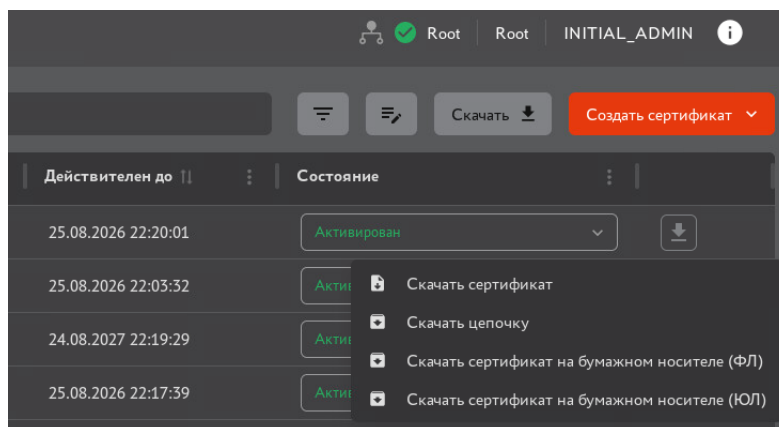 Root Root INITIAL_ADMIN
Скачать Создать сертификат
Действителен до Состояние
25.08.2026 22:20:01 Активирован
25.08.2026 22:03:32
Скачать сертификат
Скачать цепочку
24.08.2027 22:19:29
Скачать сертификат на бумажном носителе (ФЛ)
25.08.2026 22:17:39
Скачать сертификат на бумажном носителе (ЮЛ)